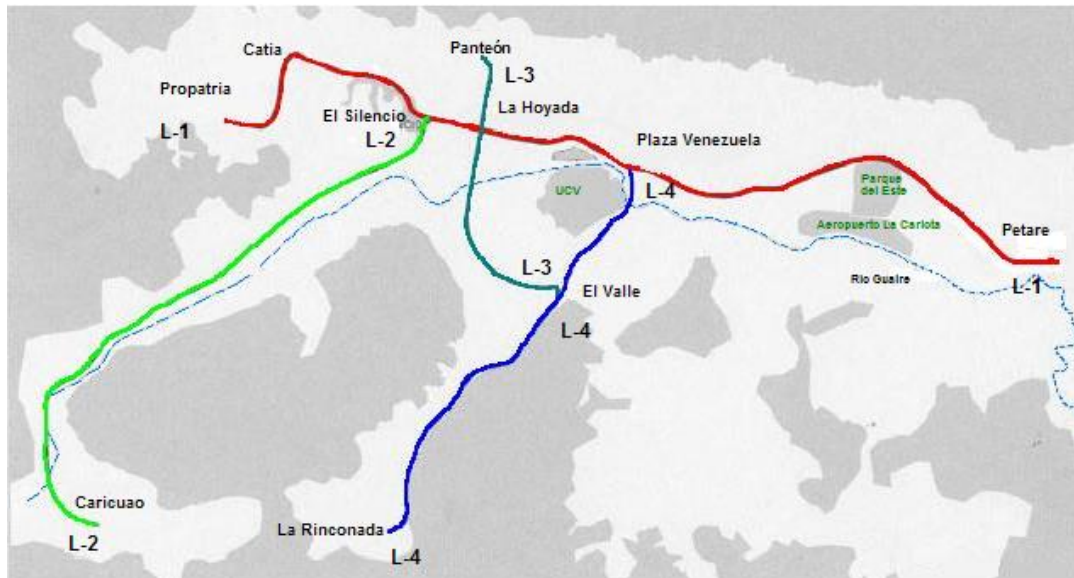 Panteón
Catia
L-3
Propatria
La Hoyada
El Silencio
L-1
L-2
Plaza Venezuela
UCV
L-4
Parque
del Este
Aeropuerto La Carlota
Petare
L-3
Rio Guaire
L-1
El Valle
L-4
Caricuao
La Rinconada
L-2
L-4